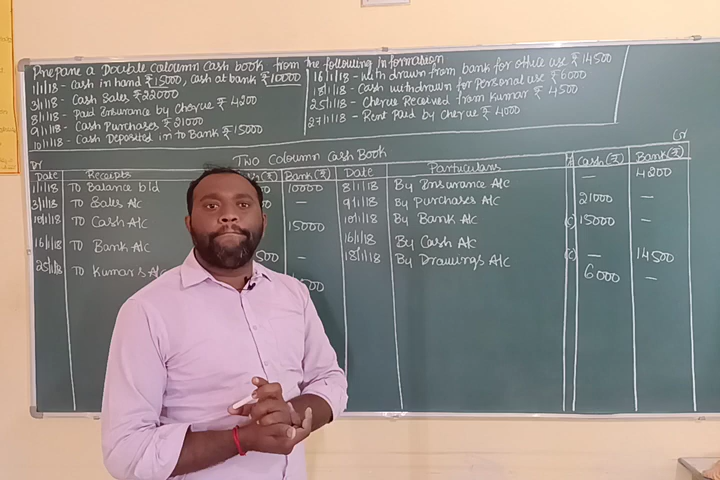 Prepare a Double Coloumn Cash Book from the following information
1/1/18 - Cash in hand ₹15000, Cash at bank ₹10000
3/1/18 - Cash Sales ₹22000
8/1/18 - Paid Insurance by Cheque ₹4200
9/1/18 - Cash Purchases ₹21000
10/1/18 - Cash Deposited in to Bank ₹15000
16/1/18 - With drawn from bank for office use ₹14500
18/1/18 - Cash withdrawn for Personal use ₹6000
25/1/18 - Cheque Received from Kumar ₹4500
27/1/18 - Rent Paid by Cheque ₹4000
Dr Two Coloumn Cash Book Cr
Date Receipts Bank(₹) Date Particulars Cash(₹) Bank(₹)
1/1/18 To Balance b/d 10000 8/1/18 By Insurance A/c — 4200
3/1/18 To Sales A/c — 9/1/18 By Purchases A/c 21000 —
10/1/18 To Cash A/c 15000 10/1/18 By Bank A/c (C) 15000 —
16/1/18 To Bank A/c — 16/1/18 By Cash A/c (C) — 14500
25/1/18 To Kumar's A/c 18/1/18 By Drawings A/c 6000 —